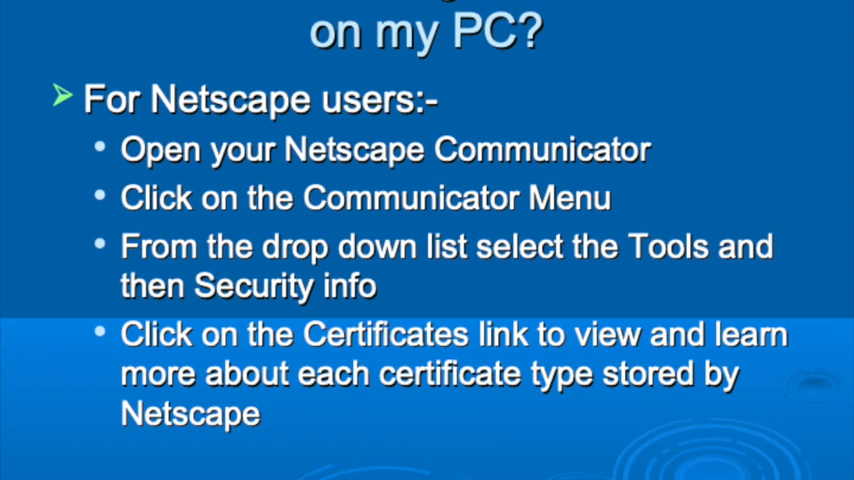 on my PC?
For Netscape users:-
Open your Netscape Communicator
Click on the Communicator Menu
From the drop down list select the Tools and
then Security info
Click on the Certificates link to view and learn
more about each certificate type stored by
Netscape